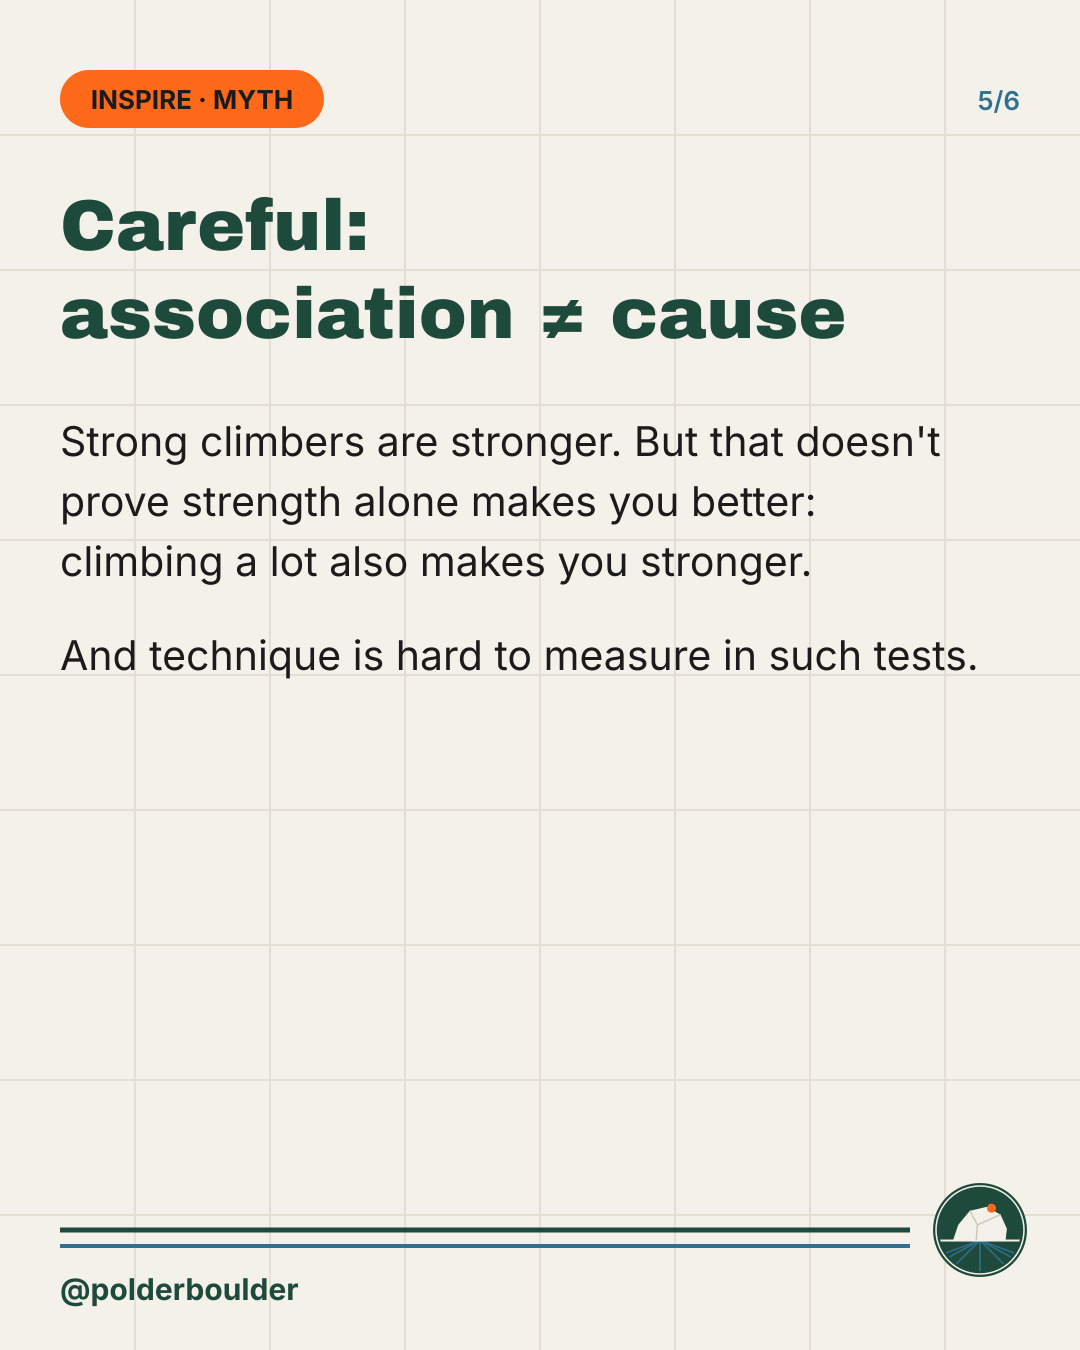 INSPIRE · MYTH
5/6
Careful:
association ≠ cause
Strong climbers are stronger. But that doesn't
prove strength alone makes you better:
climbing a lot also makes you stronger.
And technique is hard to measure in such tests.
@polderboulder